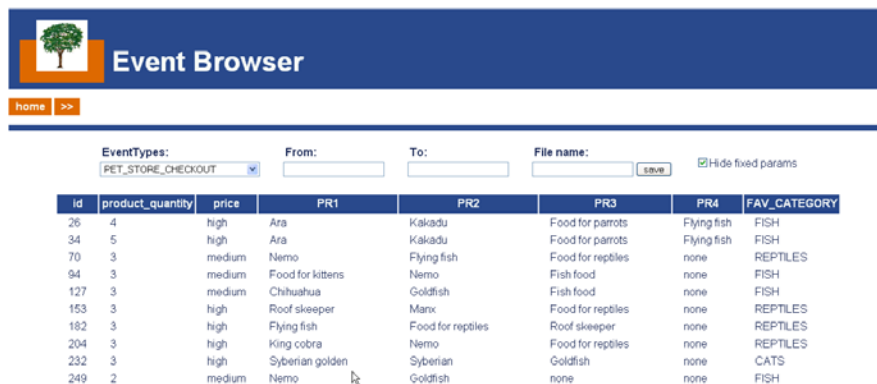 Event Browser
home >>
EventTypes: From: To: File name:
PET_STORE_CHECKOUT save Hide fixed params
id product_quantity price PR1 PR2 PR3 PR4 FAV_CATEGORY
26 4 high Ara Kakadu Food for parrots Flying fish FISH
34 5 high Ara Kakadu Food for parrots Flying fish FISH
70 3 medium Nemo Flying fish Food for reptiles none REPTILES
94 3 medium Food for kittens Nemo Fish food none FISH
127 3 medium Chihuahua Goldfish Fish food none FISH
153 3 high Roof skeeper Manx Food for reptiles none REPTILES
182 3 high Flying fish Food for reptiles Roof skeeper none REPTILES
204 3 high King cobra Nemo Food for reptiles none REPTILES
232 3 high Syberian golden Syberian Goldfish none CATS
249 2 medium Nemo Goldfish none none FISH